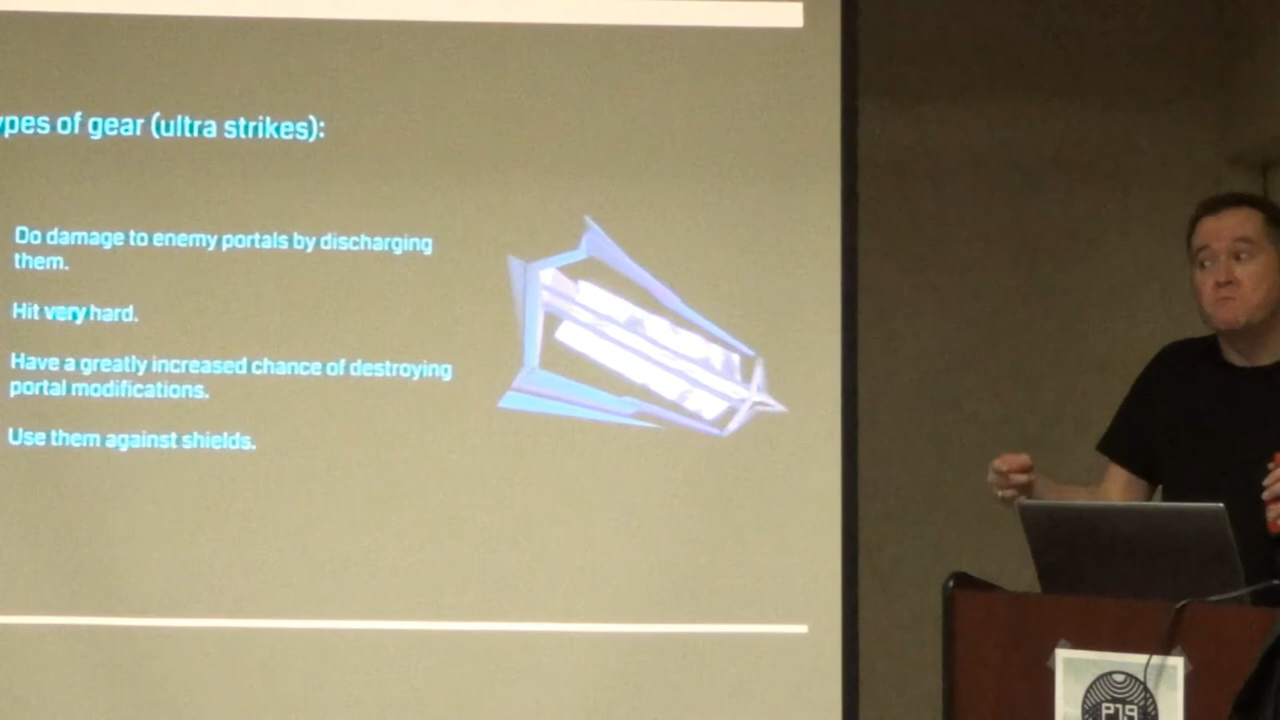 ypes of gear (ultra strikes):
Do damage to enemy portals by discharging
them.
Hit very hard.
Have a greatly increased chance of destroying
portal modifications.
Use them against shields.
P19